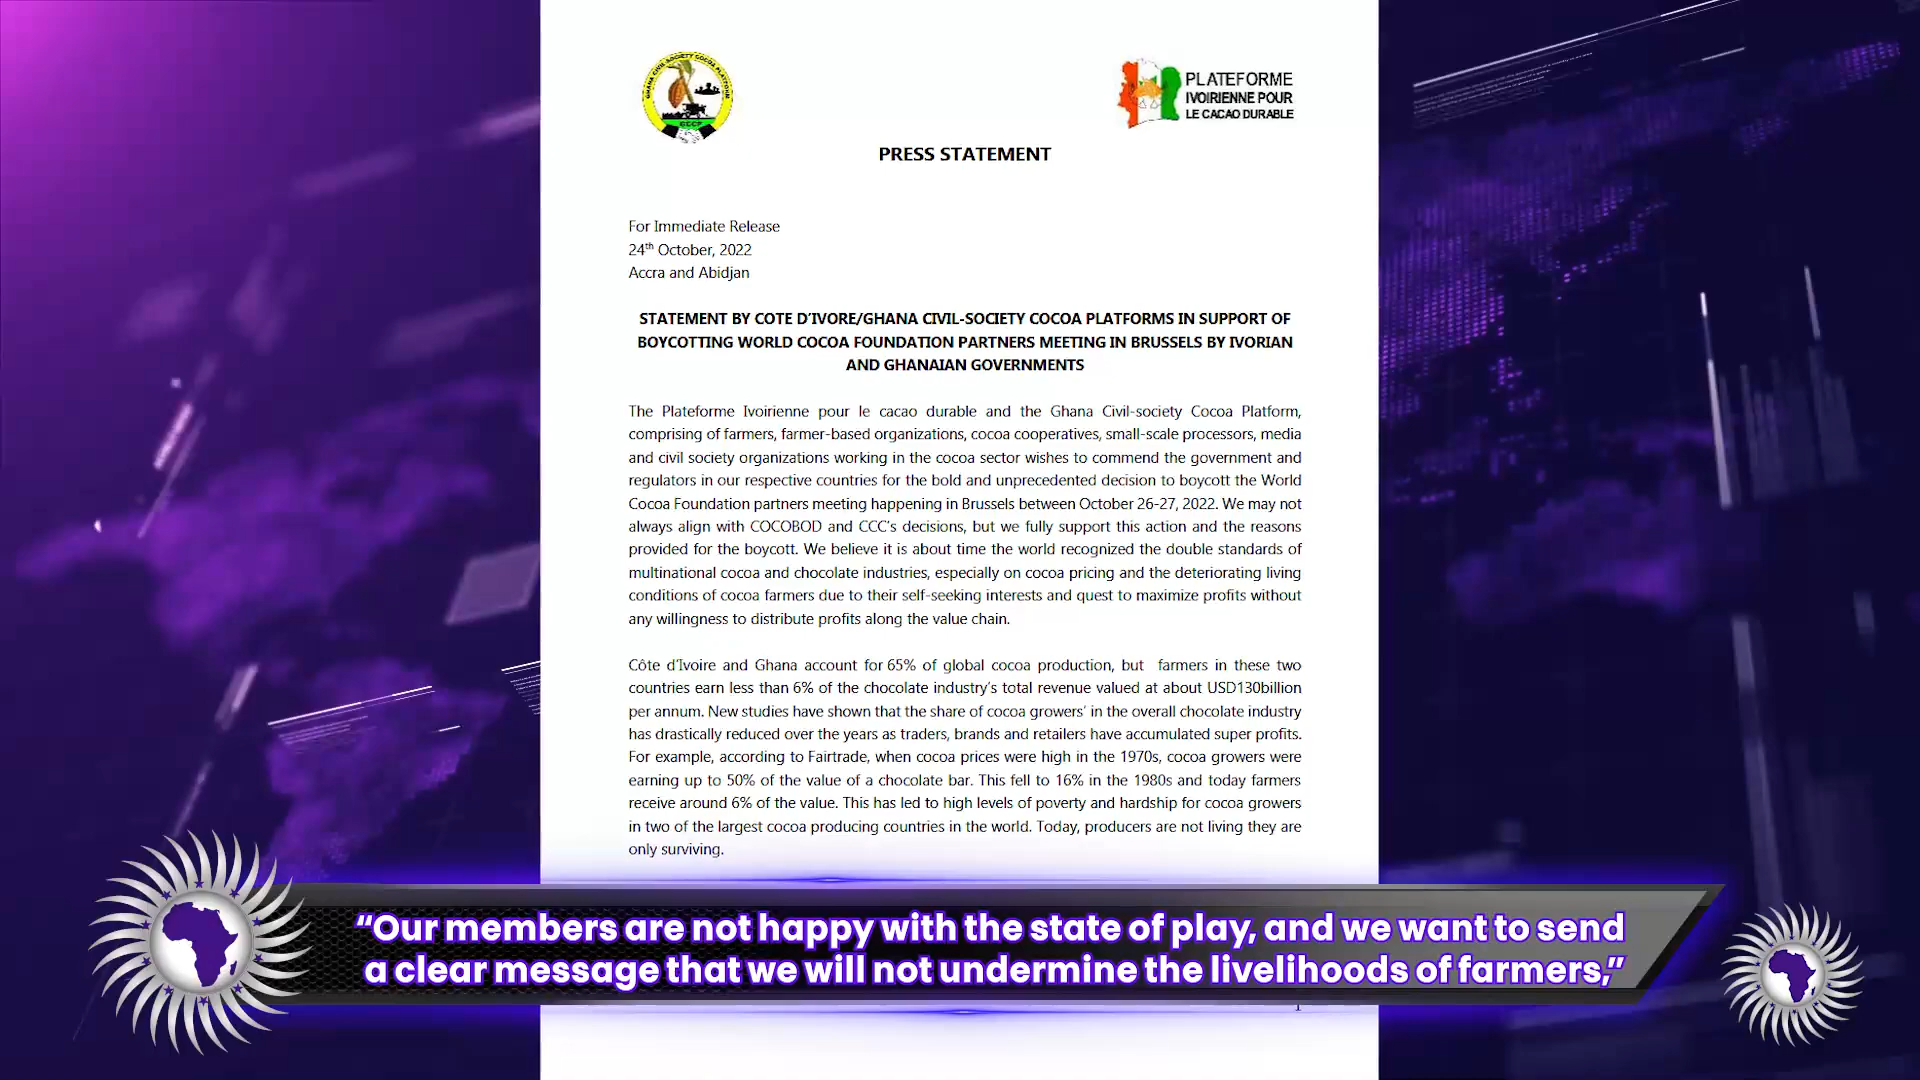 GHANA CIVIL-SOCIETY COCOA PLATFORM
GCCP
PLATEFORME
IVOIRIENNE POUR
LE CACAO DURABLE
PRESS STATEMENT
For Immediate Release
24th October, 2022
Accra and Abidjan
STATEMENT BY COTE D'IVORE/GHANA CIVIL-SOCIETY COCOA PLATFORMS IN SUPPORT OF
BOYCOTTING WORLD COCOA FOUNDATION PARTNERS MEETING IN BRUSSELS BY IVORIAN
AND GHANAIAN GOVERNMENTS
The Plateforme Ivoirienne pour le cacao durable and the Ghana Civil-society Cocoa Platform,
comprising of farmers, farmer-based organizations, cocoa cooperatives, small-scale processors, media
and civil society organizations working in the cocoa sector wishes to commend the government and
regulators in our respective countries for the bold and unprecedented decision to boycott the World
Cocoa Foundation partners meeting happening in Brussels between October 26-27, 2022. We may not
always align with COCOBOD and CCC's decisions, but we fully support this action and the reasons
provided for the boycott. We believe it is about time the world recognized the double standards of
multinational cocoa and chocolate industries, especially on cocoa pricing and the deteriorating living
conditions of cocoa farmers due to their self-seeking interests and quest to maximize profits without
any willingness to distribute profits along the value chain.
Côte d'Ivoire and Ghana account for 65% of global cocoa production, but farmers in these two
countries earn less than 6% of the chocolate industry's total revenue valued at about USD130billion
per annum. New studies have shown that the share of cocoa growers' in the overall chocolate industry
has drastically reduced over the years as traders, brands and retailers have accumulated super profits.
For example, according to Fairtrade, when cocoa prices were high in the 1970s, cocoa growers were
earning up to 50% of the value of a chocolate bar. This fell to 16% in the 1980s and today farmers
receive around 6% of the value. This has led to high levels of poverty and hardship for cocoa growers
in two of the largest cocoa producing countries in the world. Today, producers are not living they are
only surviving.
“Our members are not happy with the state of play, and we want to send
a clear message that we will not undermine the livelihoods of farmers,”